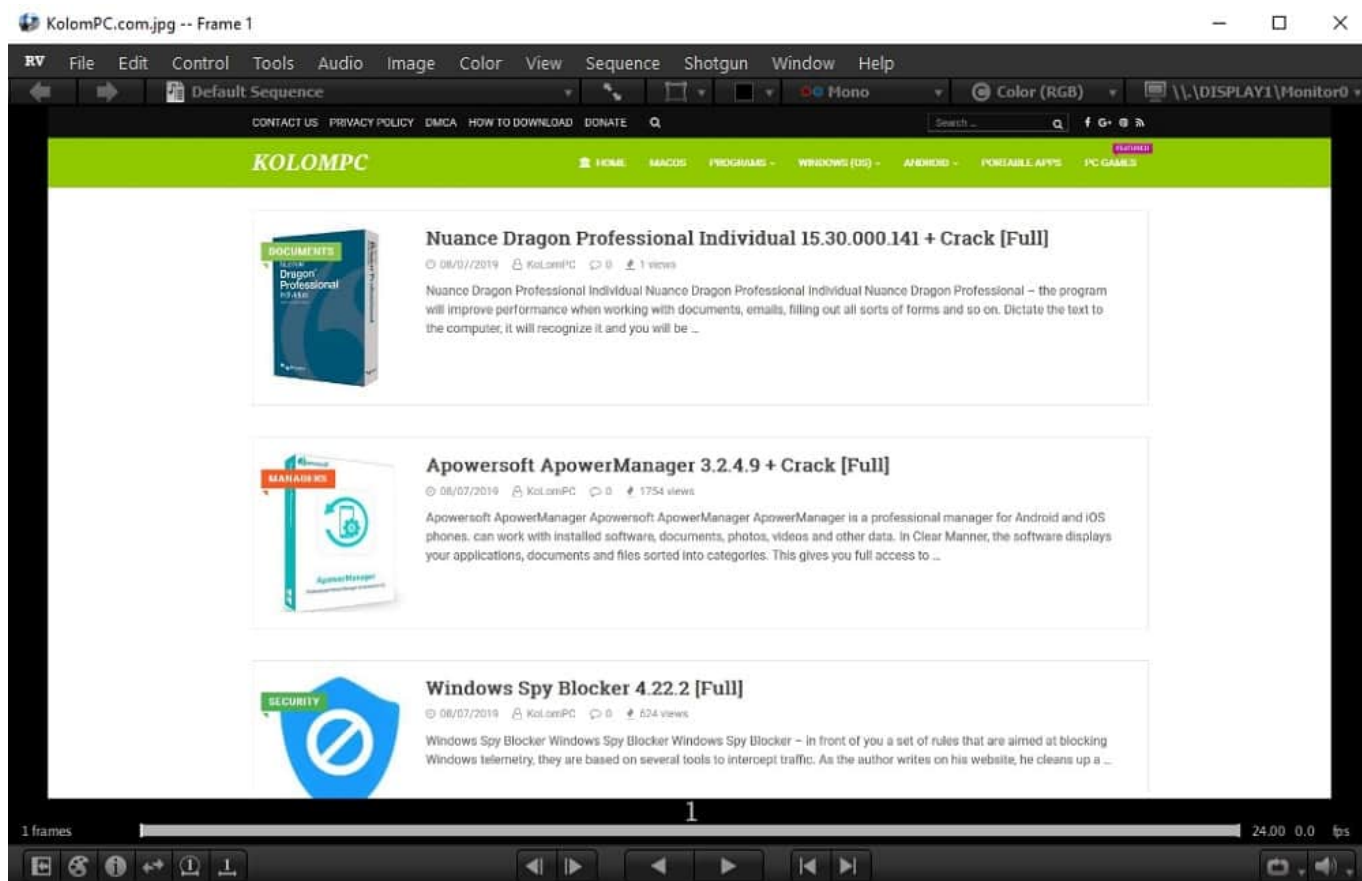 KolomPC.com.jpg -- Frame 1
RV File Edit Control Tools Audio Image Color View Sequence Shotgun Window Help
Default Sequence Mono Color (RGB) \\.\DISPLAY1\Monitor0
CONTACT US PRIVACY POLICY DMCA HOW TO DOWNLOAD DONATE Search ...
FEATURED
KOLOMPC HOME MACOS PROGRAMS WINDOWS (OS) ANDROID PORTABLE APPS PC GAMES
DOCUMENTS
Dragon
Professional
Nuance Dragon Professional Individual 15.30.000.141 + Crack [Full]
08/07/2019 KoLomPC 0 1 views
Nuance Dragon Professional Individual Nuance Dragon Professional Individual Nuance Dragon Professional – the program
will improve performance when working with documents, emails, filling out all sorts of forms and so on. Dictate the text to
the computer, it will recognize it and you will be ...
MANAGERS
ApowerManager
Apowersoft ApowerManager 3.2.4.9 + Crack [Full]
08/07/2019 KoLomPC 0 1754 views
Apowersoft ApowerManager Apowersoft ApowerManager ApowerManager is a professional manager for Android and iOS
phones. can work with installed software, documents, photos, videos and other data. In Clear Manner, the software displays
your applications, documents and files sorted into categories. This gives you full access to ...
SECURITY
Windows Spy Blocker 4.22.2 [Full]
08/07/2019 KoLomPC 0 624 views
Windows Spy Blocker Windows Spy Blocker Windows Spy Blocker – in front of you a set of rules that are aimed at blocking
Windows telemetry, they are based on several tools to intercept traffic. As the author writes on his website, he cleans up a ...
1
1 frames 24.00 0.0 fps